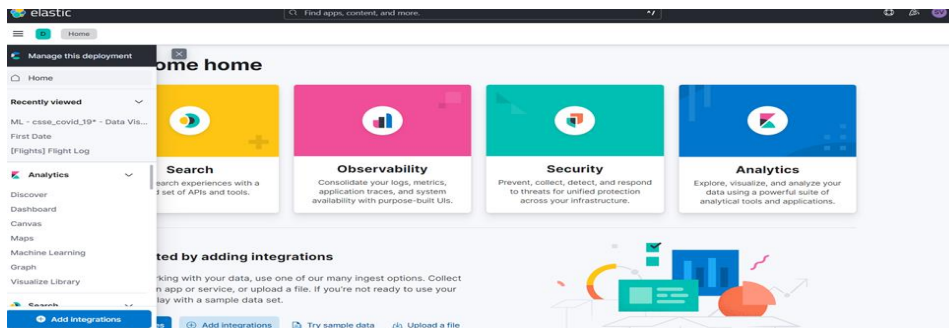 elastic
Find apps, content, and more.
D
Home
Manage this deployment
ome home
Home
Recently viewed
ML - csse_covid_19* - Data Vis...
First Date
[Flights] Flight Log
Analytics
Discover
Dashboard
Canvas
Maps
Machine Learning
Graph
Visualize Library
Search
Add integrations
Search
earch experiences with a
d set of APIs and tools.
Observability
Consolidate your logs, metrics,
application traces, and system
availability with purpose-built UIs.
Security
Prevent, collect, detect, and respond
to threats for unified protection
across your infrastructure.
Analytics
Explore, visualize, and analyze your
data using a powerful suite of
analytical tools and applications.
ted by adding integrations
rking with your data, use one of our many ingest options. Collect
n app or service, or upload a file. If you're not ready to use your
lay with a sample data set.
es
Add integrations
Try sample data
Upload a file